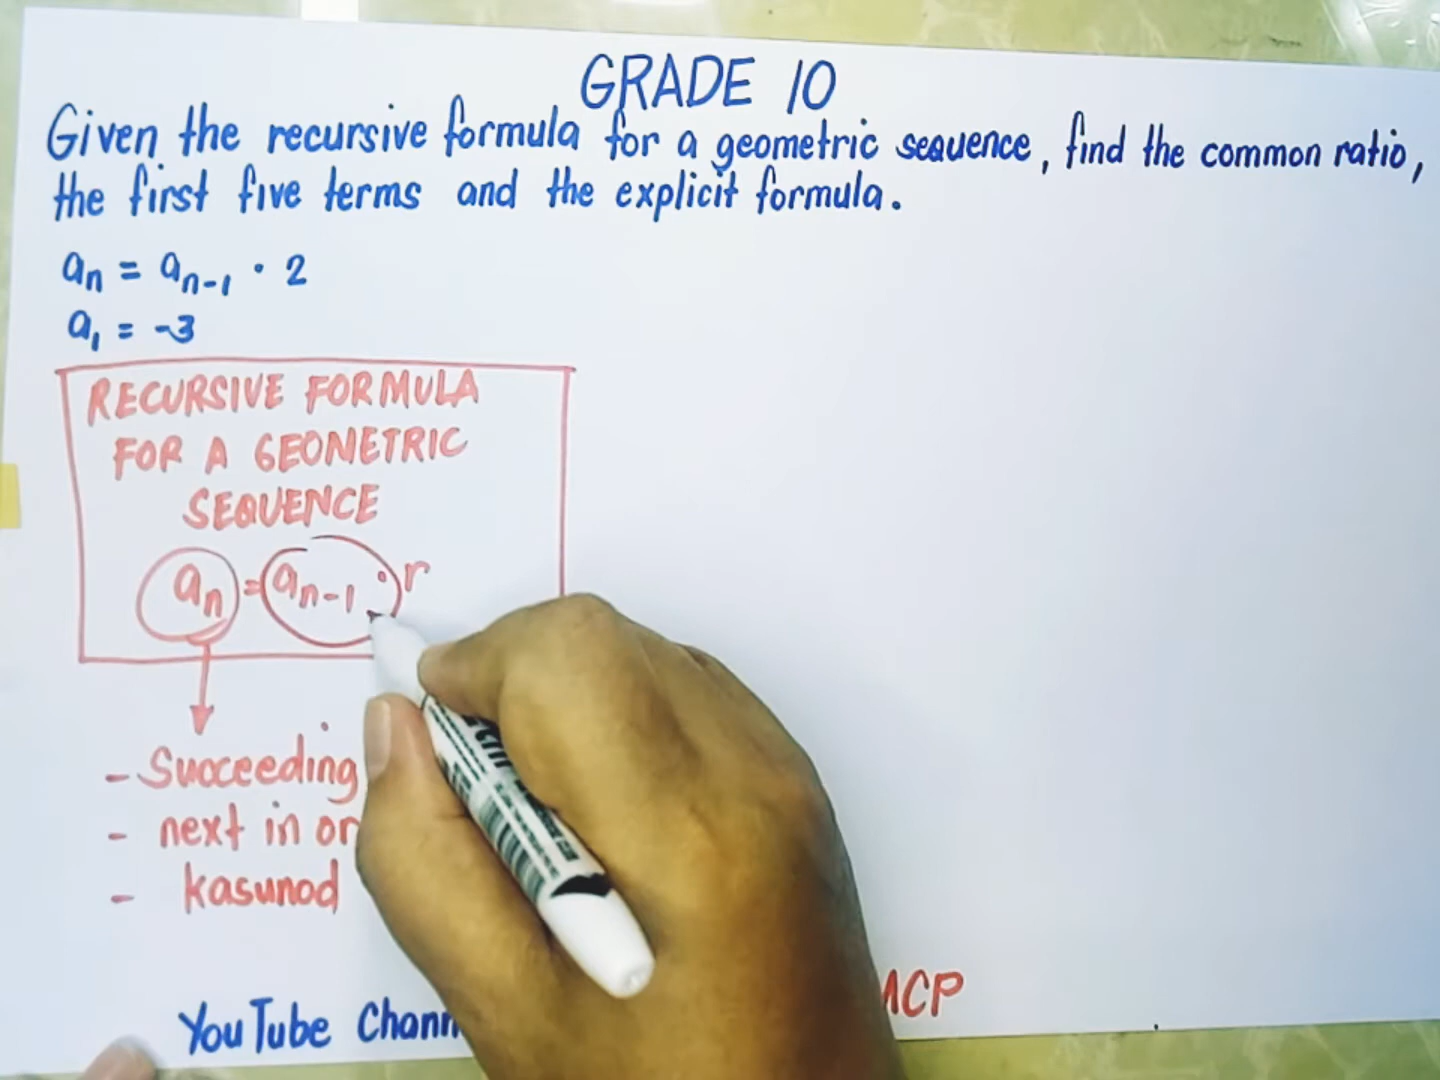 GRADE 10
Given the recursive formula for a geometric sequence, find the common ratio,
the first five terms and the explicit formula.
aₙ = aₙ₋₁ · 2
a₁ = -3
RECURSIVE FORMULA
FOR A GEOMETRIC
SEQUENCE
aₙ = aₙ₋₁ · r
- Succeeding
- next in or
- kasunod
YouTube Chann
MCP